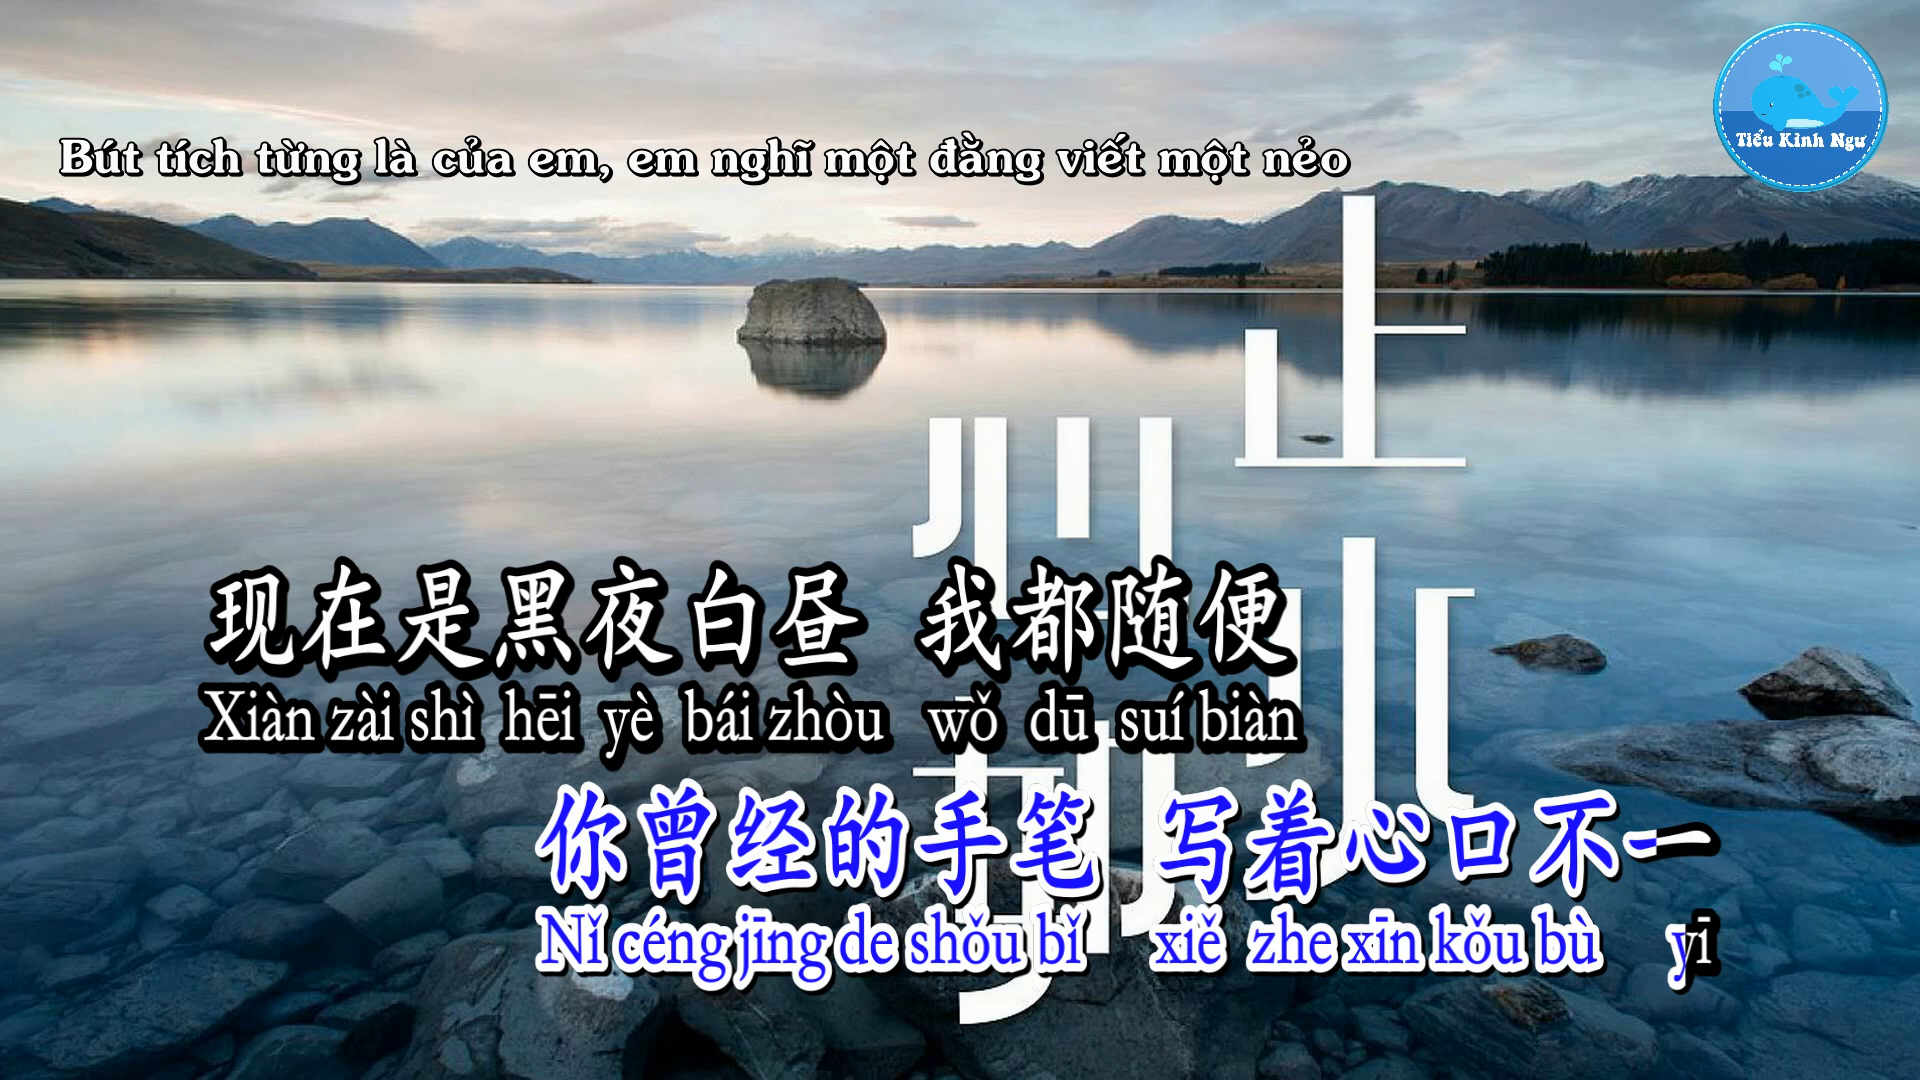 Tiểu Kình Ngư
Bút tích từng là của em, em nghĩ một đằng viết một nẻo
止
现在是黑夜白昼 我都随便
Xiàn zài shì hēi yè bái zhòu wǒ dū suí biàn
你曾经的手笔 写着心口不一
Nǐ céng jīng de shǒu bǐ xiě zhe xīn kǒu bù yī